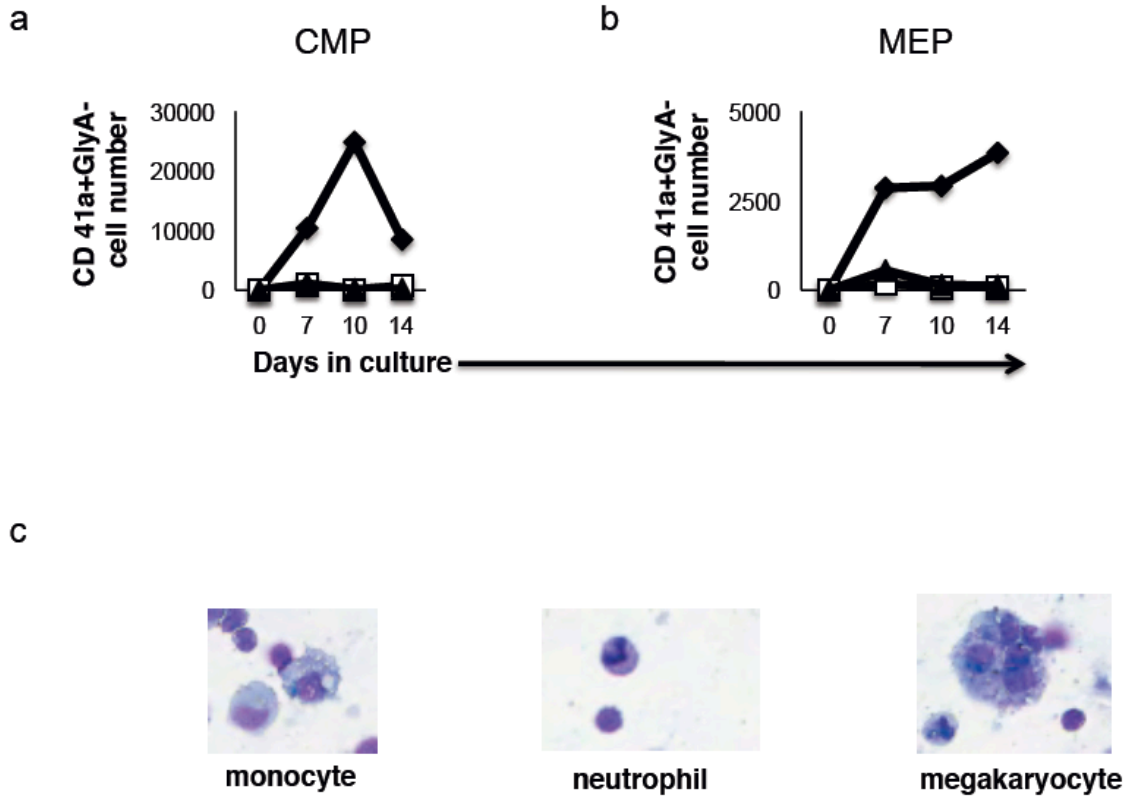 a
CMP
CD 41a+GlyA-
cell number
30000
20000
10000
0
0 7 10 14
b
MEP
CD 41a+GlyA-
cell number
5000
2500
0
0 7 10 14
Days in culture
c
monocyte
neutrophil
megakaryocyte